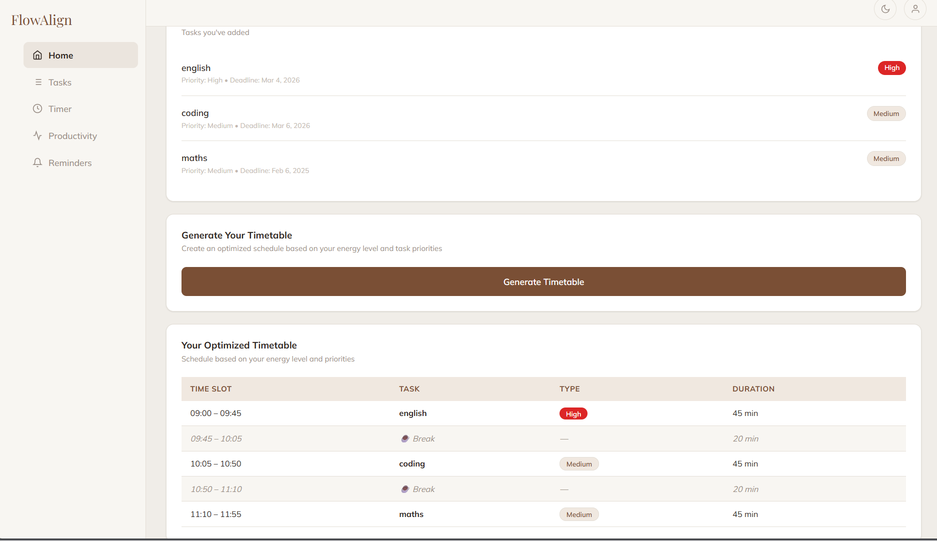 FlowAlign
Home
Tasks
Timer
Productivity
Reminders
Tasks you've added
english
Priority: High • Deadline: Mar 4, 2026
High
coding
Priority: Medium • Deadline: Mar 6, 2026
Medium
maths
Priority: Medium • Deadline: Feb 6, 2025
Medium
Generate Your Timetable
Create an optimized schedule based on your energy level and task priorities
Generate Timetable
Your Optimized Timetable
Schedule based on your energy level and priorities
TIME SLOT TASK TYPE DURATION
09:00 – 09:45 english High 45 min
09:45 – 10:05 Break — 20 min
10:05 – 10:50 coding Medium 45 min
10:50 – 11:10 Break — 20 min
11:10 – 11:55 maths Medium 45 min